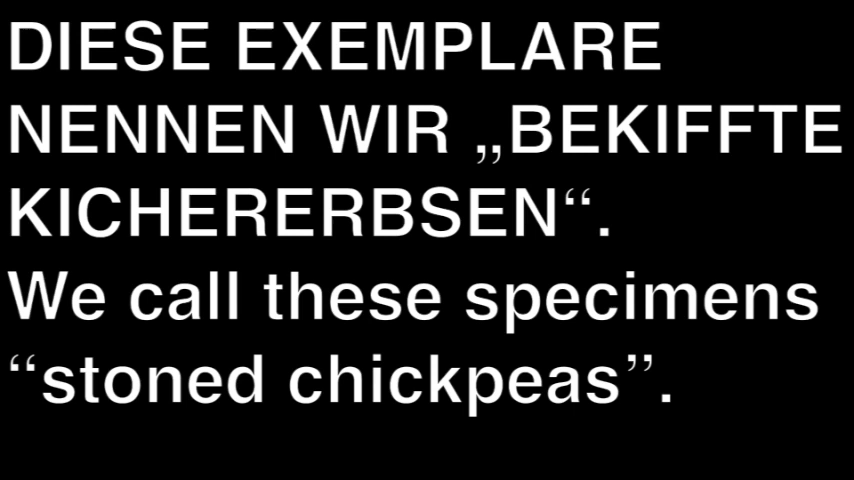 DIESE EXEMPLARE
NENNEN WIR „BEKIFFTE
KICHERERBSEN“.
We call these specimens
“stoned chickpeas”.